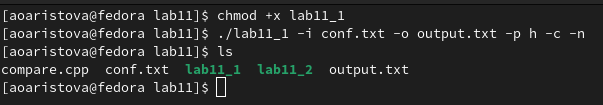 [aoaristova@fedora lab11]$ chmod +x lab11_1
[aoaristova@fedora lab11]$ ./lab11_1 -i conf.txt -o output.txt -p h -c -n
[aoaristova@fedora lab11]$ ls
compare.cpp  conf.txt  lab11_1  lab11_2  output.txt
[aoaristova@fedora lab11]$